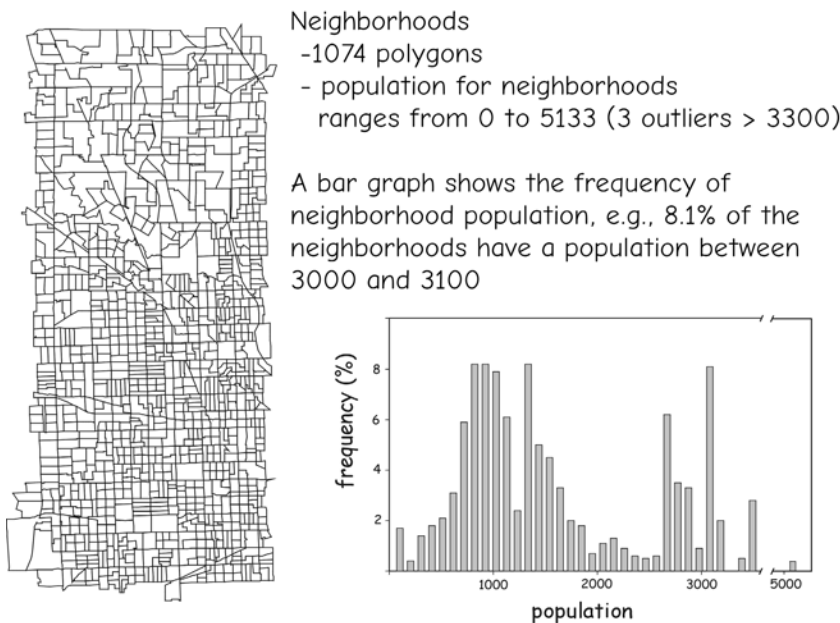 Neighborhoods
-1074 polygons
- population for neighborhoods
ranges from 0 to 5133 (3 outliers > 3300)
A bar graph shows the frequency of
neighborhood population, e.g., 8.1% of the
neighborhoods have a population between
3000 and 3100
frequency (%)
8
6
4
2
1000 2000 3000 5000
population